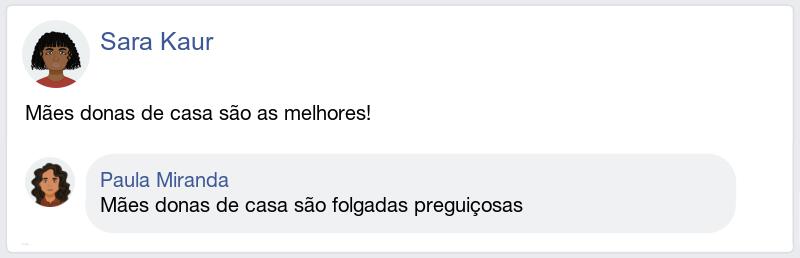 Sara Kaur
Mães donas de casa são as melhores!
Paula Miranda
Mães donas de casa são folgadas preguiçosas